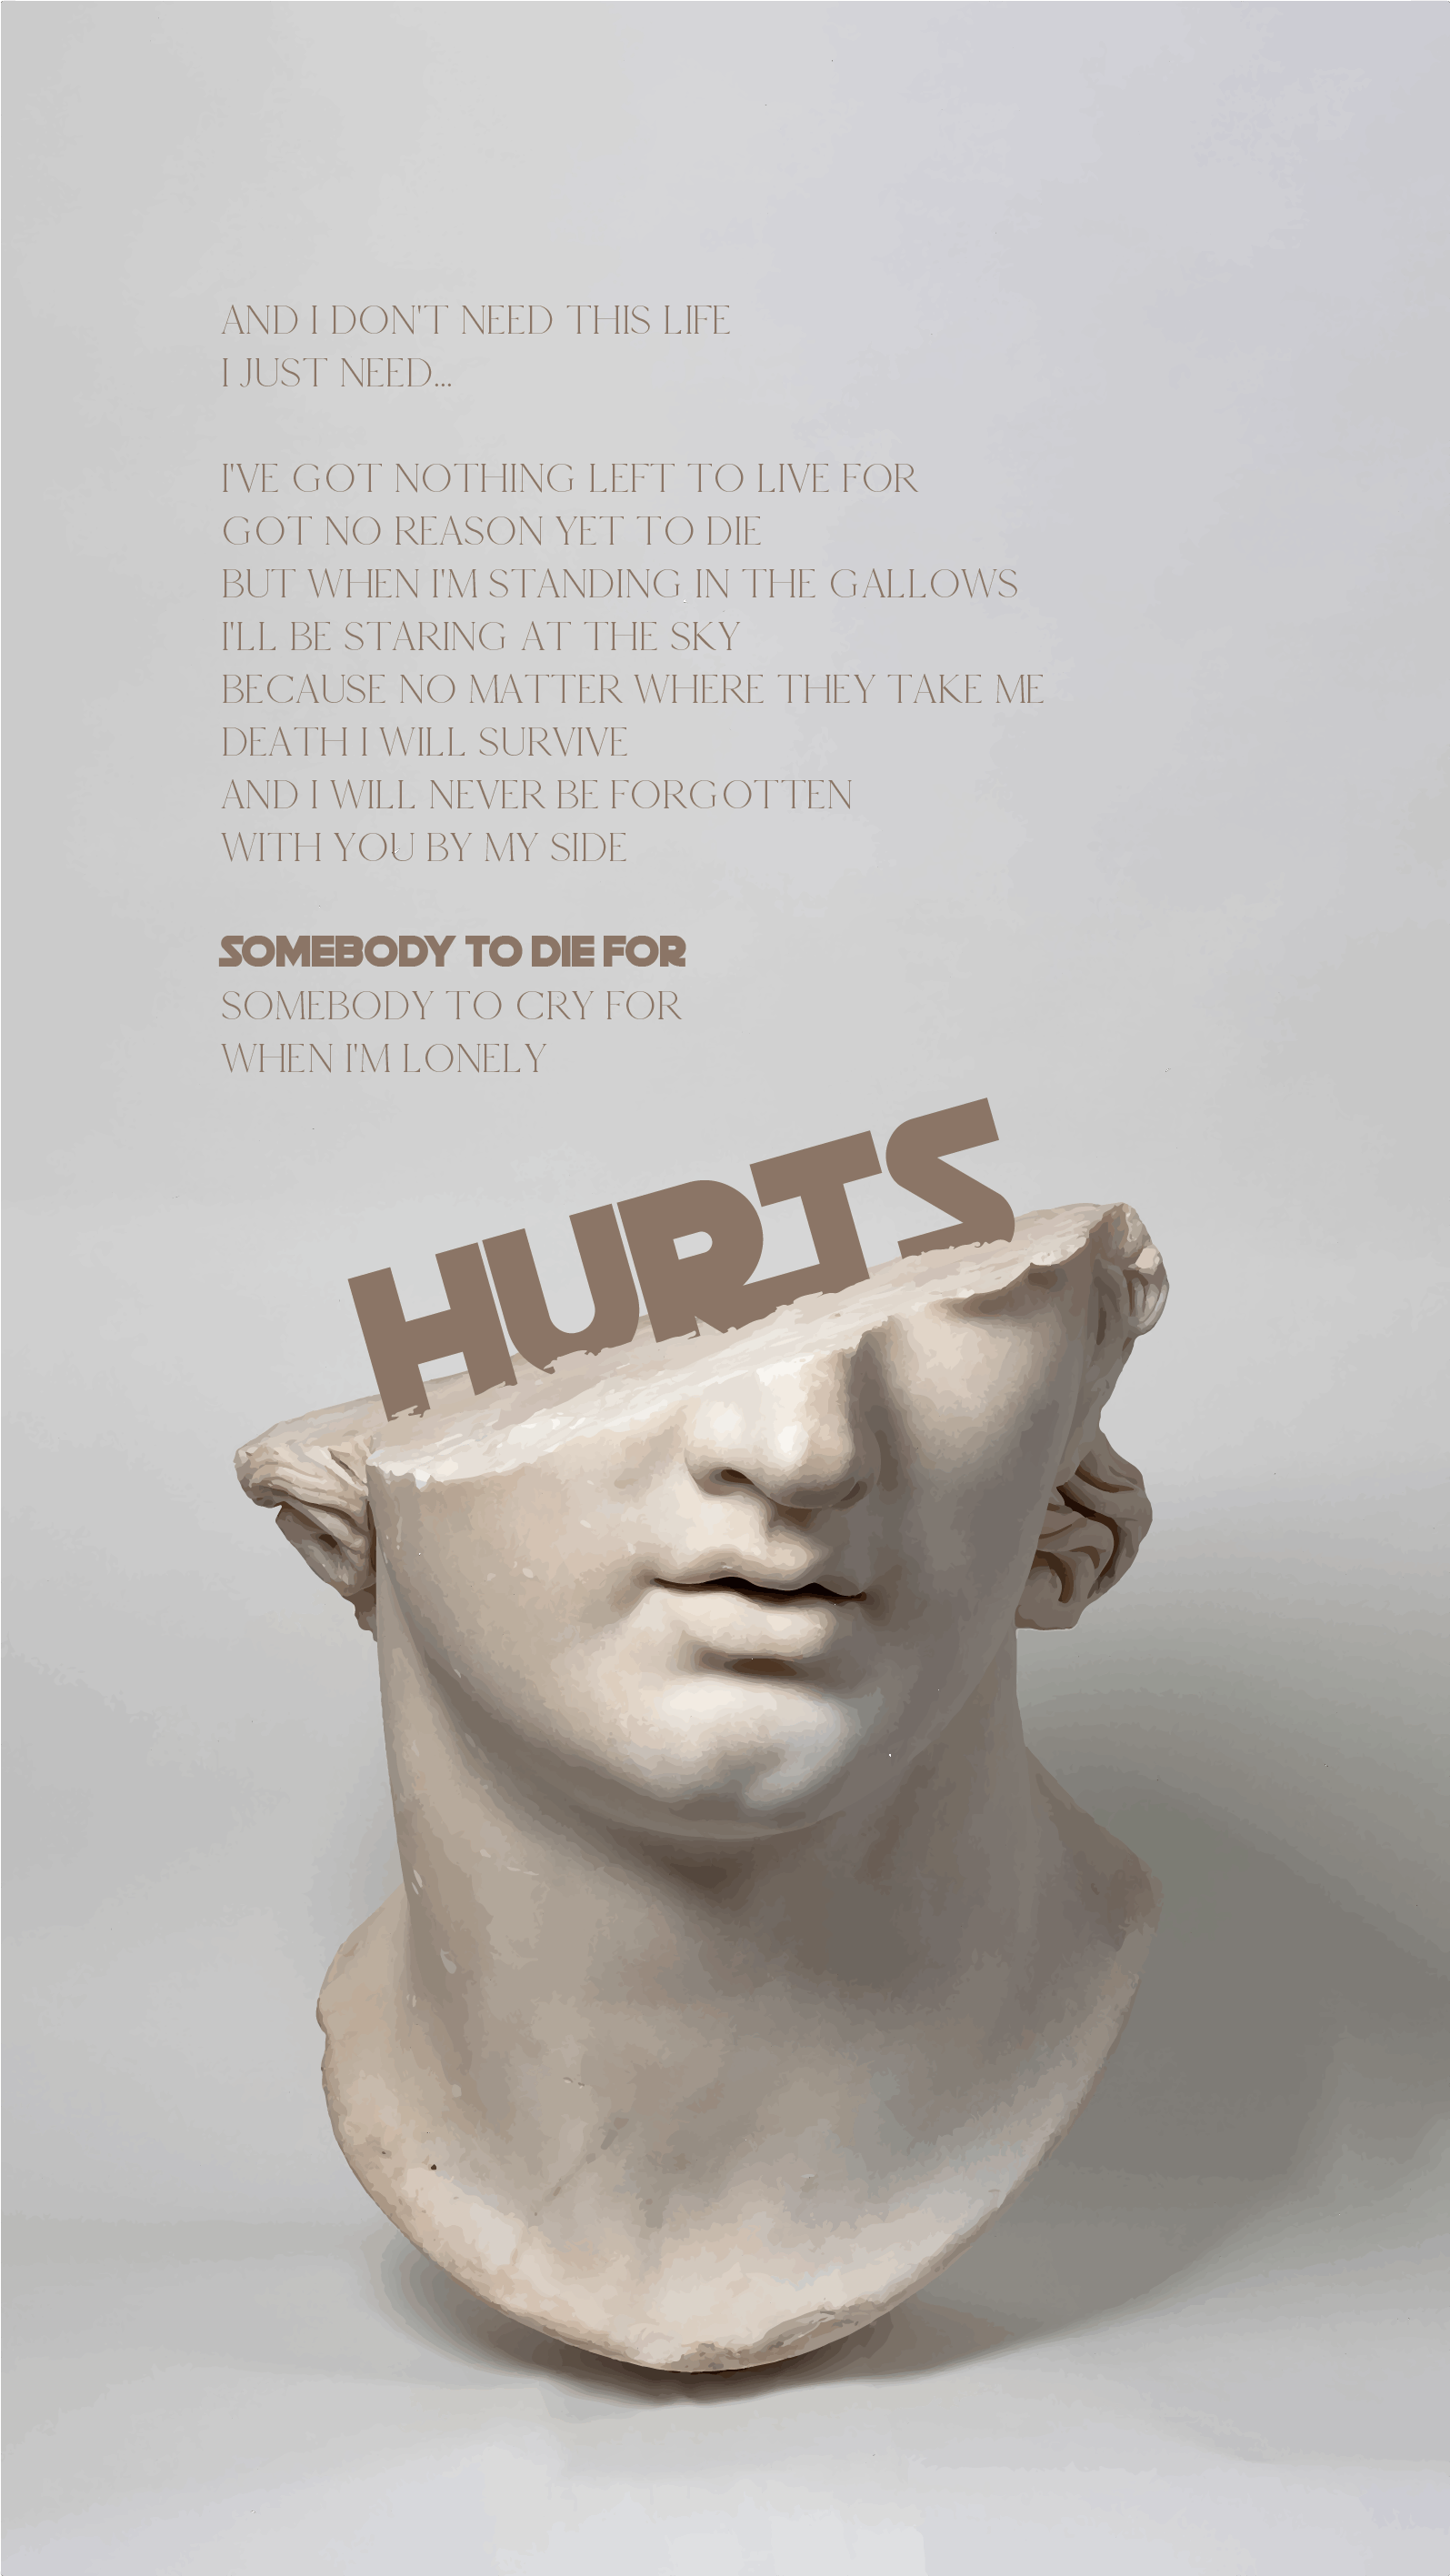 AND I DON'T NEED THIS LIFE
I JUST NEED...
I'VE GOT NOTHING LEFT TO LIVE FOR
GOT NO REASON YET TO DIE
BUT WHEN I'M STANDING IN THE GALLOWS
I'LL BE STARING AT THE SKY
BECAUSE NO MATTER WHERE THEY TAKE ME
DEATH I WILL SURVIVE
AND I WILL NEVER BE FORGOTTEN
WITH YOU BY MY SIDE
SOMEBODY TO DIE FOR
SOMEBODY TO CRY FOR
WHEN I'M LONELY
HURTS